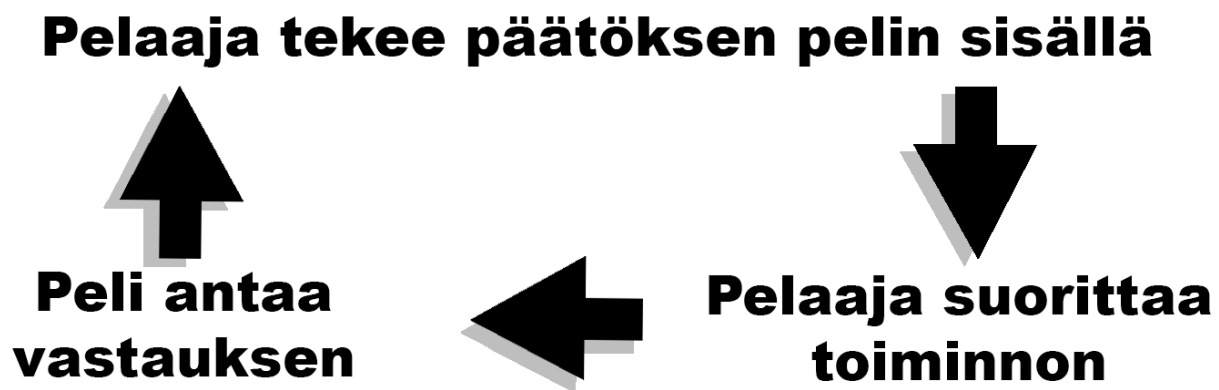 Pelaaja tekee päätöksen pelin sisällä
Peli antaa
vastauksen
Pelaaja suorittaa
toiminnon